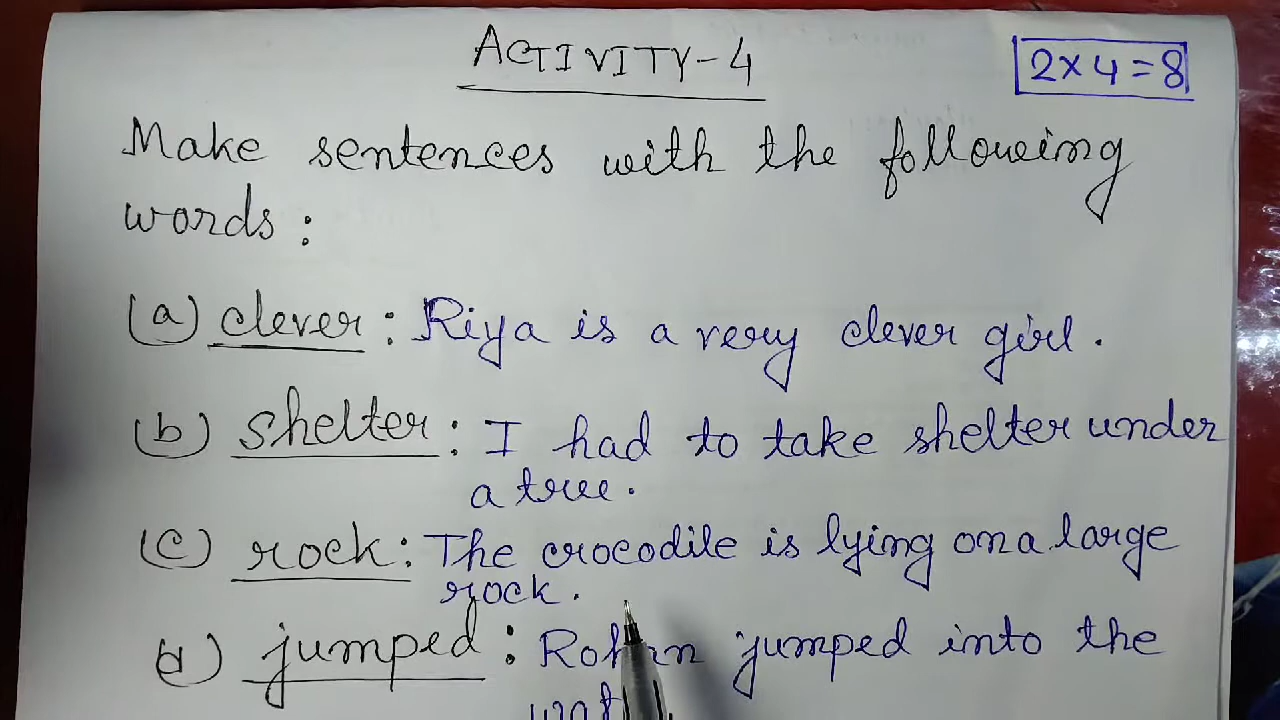 ACTIVITY-4
2×4=8
Make sentences with the following
words:
(a) clever: Riya is a very clever girl.
(b) shelter: I had to take shelter under
a tree.
(c) rock: The crocodile is lying on a large
rock.
(d) jumped: jumped into the